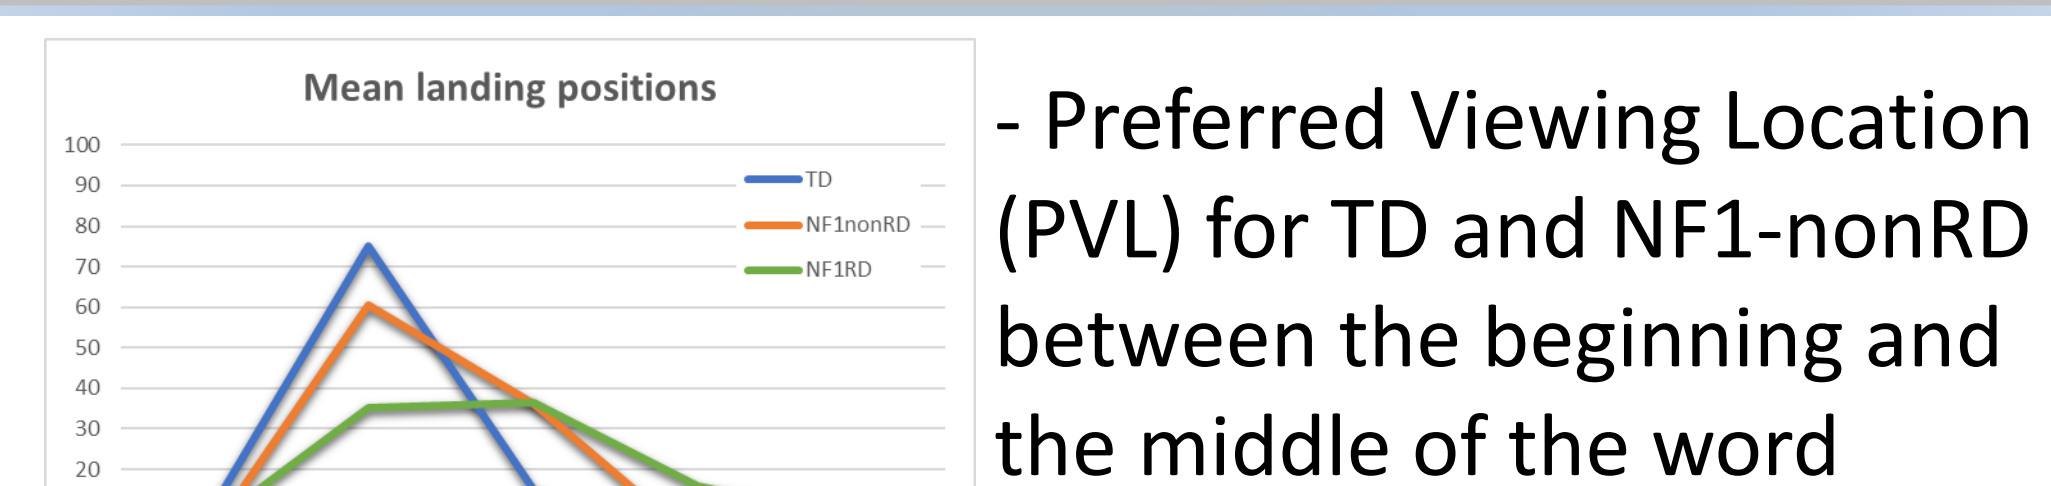 Mean landing positions
100
90
80
70
60
50
40
30
20
TD
NF1nonRD
NF1RD
- Preferred Viewing Location
(PVL) for TD and NF1-nonRD
between the beginning and
the middle of the word